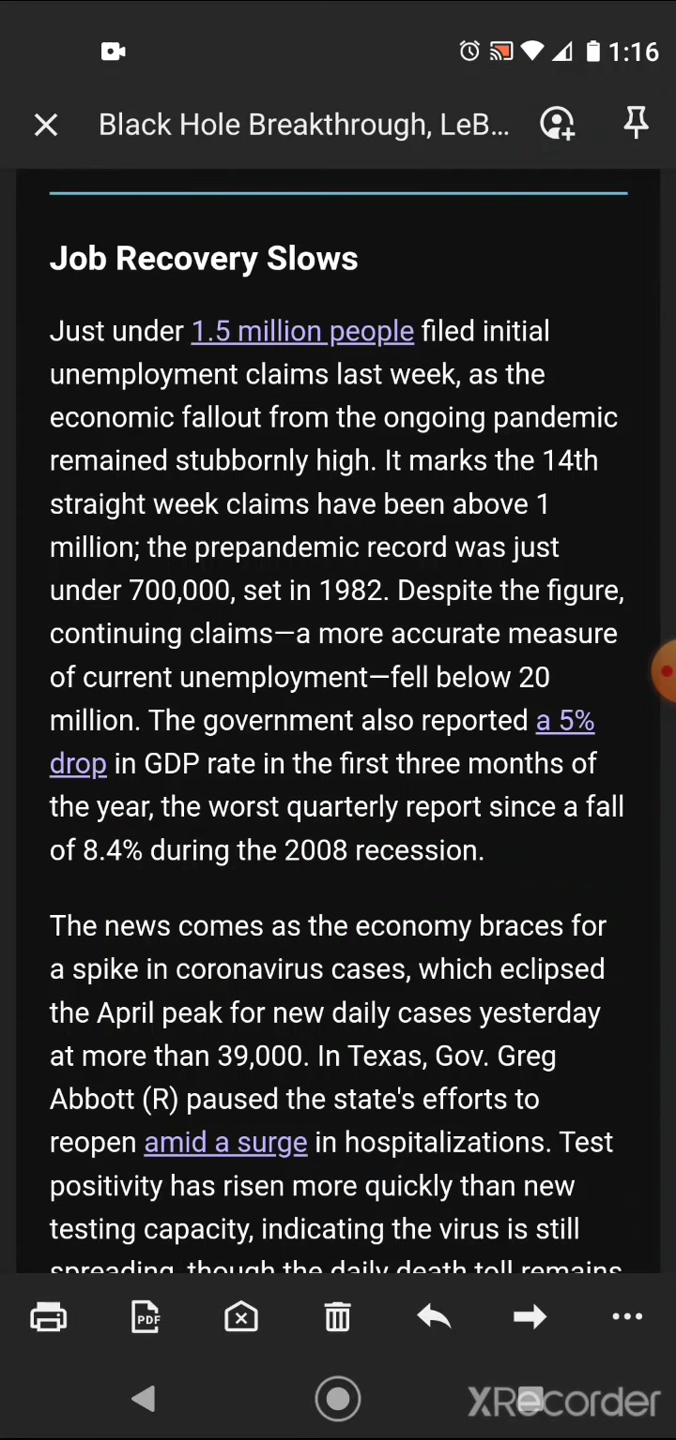 1:16
Black Hole Breakthrough, LeB...
Job Recovery Slows
Just under 1.5 million people filed initial
unemployment claims last week, as the
economic fallout from the ongoing pandemic
remained stubbornly high. It marks the 14th
straight week claims have been above 1
million; the prepandemic record was just
under 700,000, set in 1982. Despite the figure,
continuing claims—a more accurate measure
of current unemployment—fell below 20
million. The government also reported a 5%
drop in GDP rate in the first three months of
the year, the worst quarterly report since a fall
of 8.4% during the 2008 recession.
The news comes as the economy braces for
a spike in coronavirus cases, which eclipsed
the April peak for new daily cases yesterday
at more than 39,000. In Texas, Gov. Greg
Abbott (R) paused the state's efforts to
reopen amid a surge in hospitalizations. Test
positivity has risen more quickly than new
testing capacity, indicating the virus is still
spreading, though the daily death toll remains
PDF
XRecorder